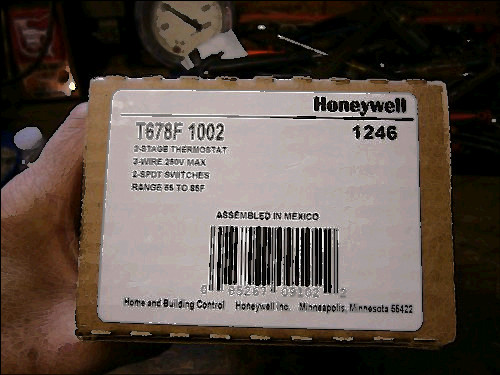 Honeywell
T678F 1002
1246
2-STAGE THERMOSTAT
2-WIRE 250V MAX
2-SPDT SWITCHES
RANGE 55 TO 85F
ASSEMBLED IN MEXICO
Home and Building Control Honeywell Inc. Minneapolis, Minnesota 55422